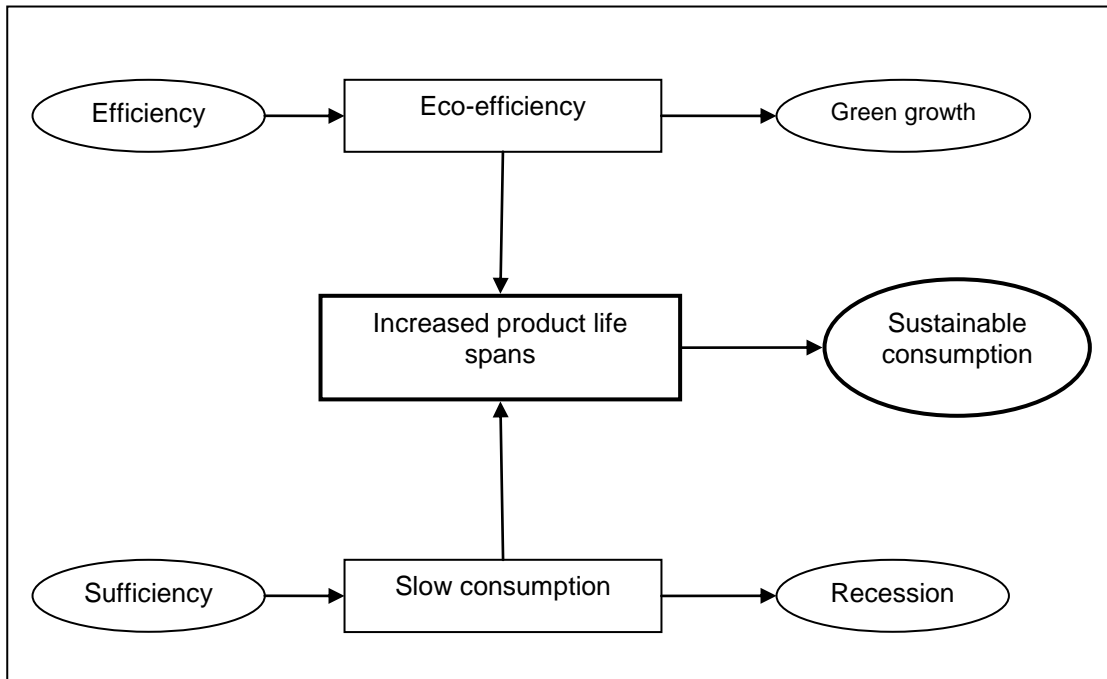 Efficiency
Eco-efficiency
Green growth
Increased product life
spans
Sustainable
consumption
Sufficiency
Slow consumption
Recession